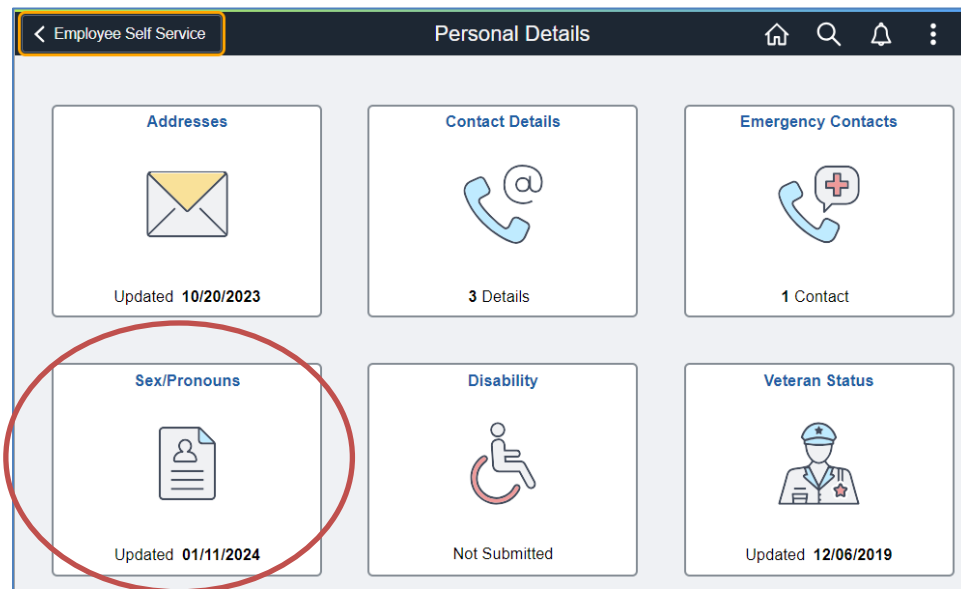 Employee Self Service
Personal Details
Addresses
Updated 10/20/2023
Contact Details
@
3 Details
Emergency Contacts
1 Contact
Sex/Pronouns
Updated 01/11/2024
Disability
Not Submitted
Veteran Status
Updated 12/06/2019